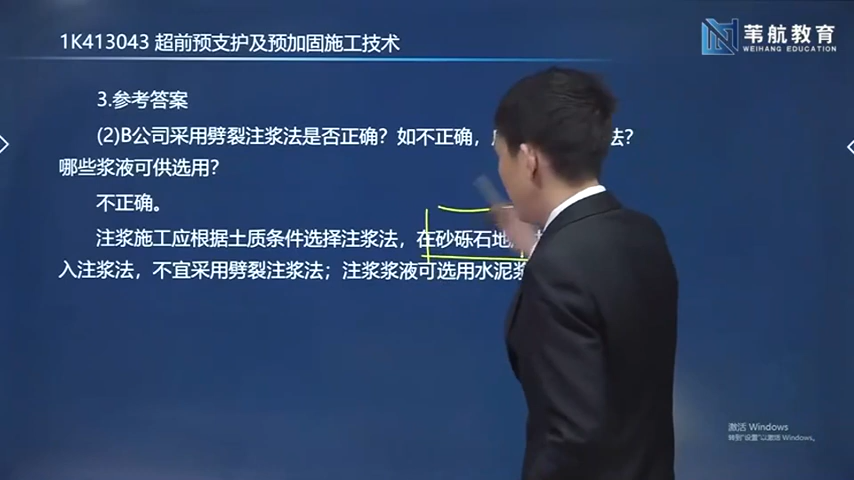 1K413043 超前预支护及预加固施工技术
苇航教育
WEIHANG EDUCATION
3.参考答案
(2)B公司采用劈裂注浆法是否正确？如不正确，
法？
哪些浆液可供选用？
不正确。
注浆施工应根据土质条件选择注浆法，在砂砾石地
入注浆法，不宜采用劈裂注浆法；注浆浆液可选用水泥浆
激活 Windows
转到"设置"以激活 Windows。